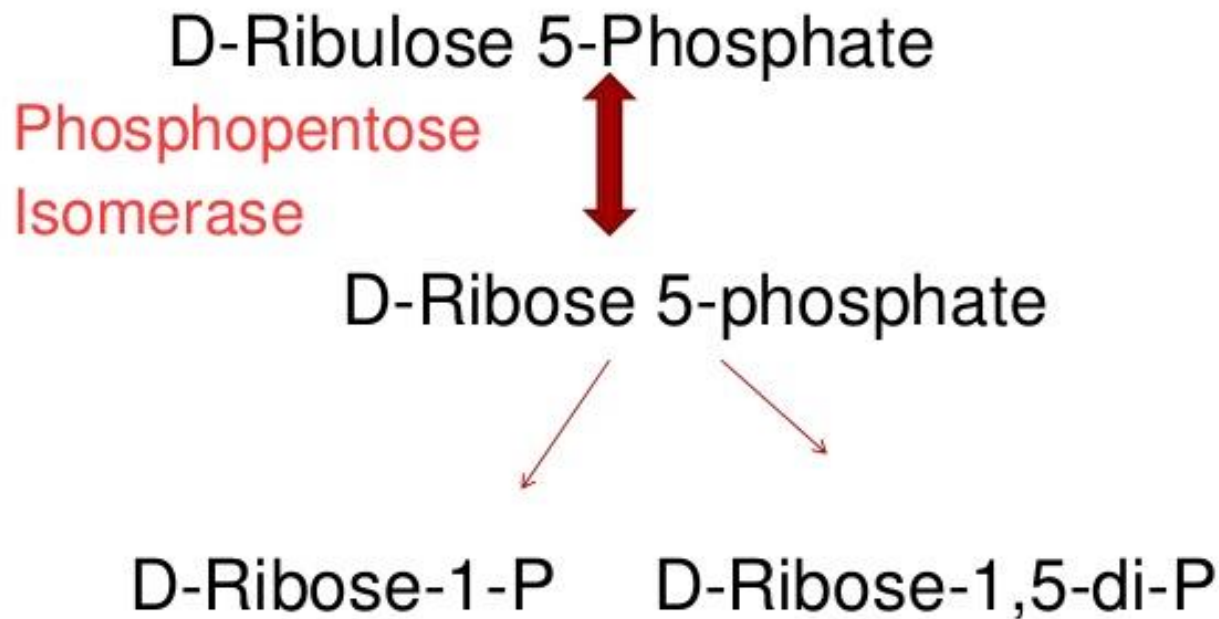 D-Ribulose 5-Phosphate
Phosphopentose
Isomerase
D-Ribose 5-phosphate
D-Ribose-1-P D-Ribose-1,5-di-P